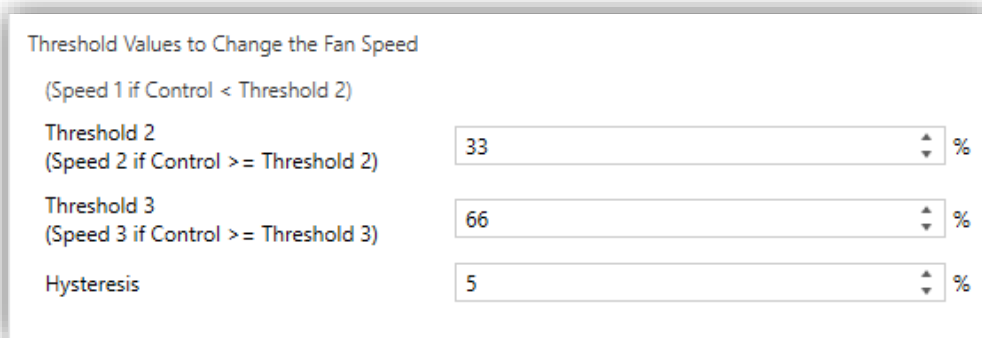 Threshold Values to Change the Fan Speed
(Speed 1 if Control < Threshold 2)
Threshold 2
(Speed 2 if Control >= Threshold 2)
33 %
Threshold 3
(Speed 3 if Control >= Threshold 3)
66 %
Hysteresis 5 %